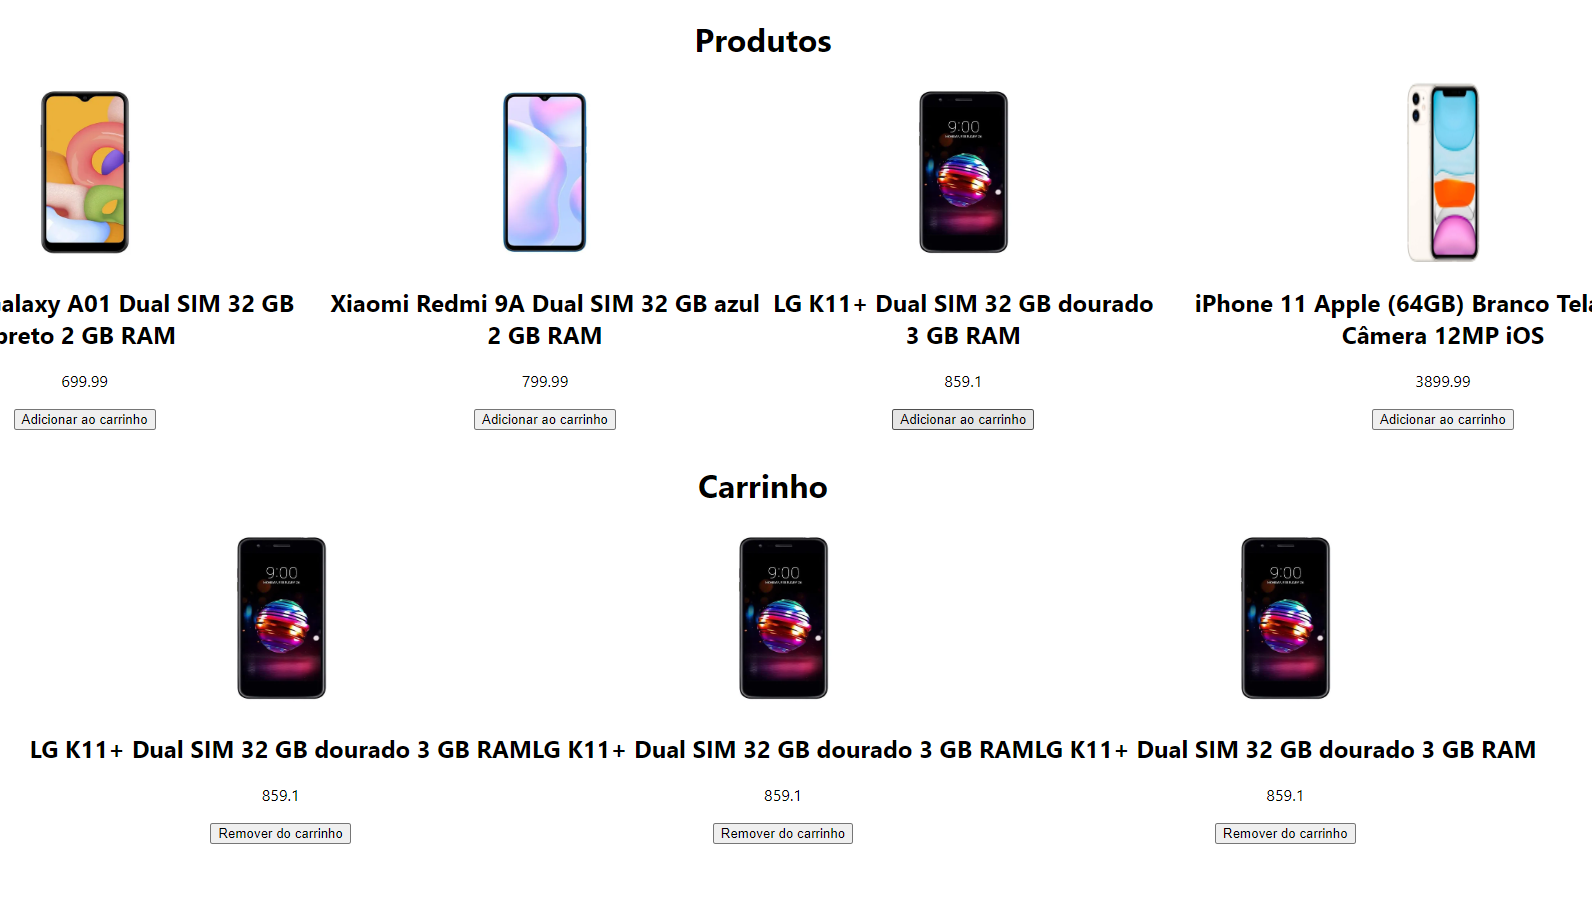 Produtos
9:00
alaxy A01 Dual SIM 32 GB
preto 2 GB RAM
699.99
Adicionar ao carrinho
Xiaomi Redmi 9A Dual SIM 32 GB azul
2 GB RAM
799.99
Adicionar ao carrinho
LG K11+ Dual SIM 32 GB dourado
3 GB RAM
859.1
Adicionar ao carrinho
iPhone 11 Apple (64GB) Branco Tela
Câmera 12MP iOS
3899.99
Adicionar ao carrinho
Carrinho
9:00
9:00
9:00
LG K11+ Dual SIM 32 GB dourado 3 GB RAM
859.1
Remover do carrinho
LG K11+ Dual SIM 32 GB dourado 3 GB RAM
859.1
Remover do carrinho
LG K11+ Dual SIM 32 GB dourado 3 GB RAM
859.1
Remover do carrinho